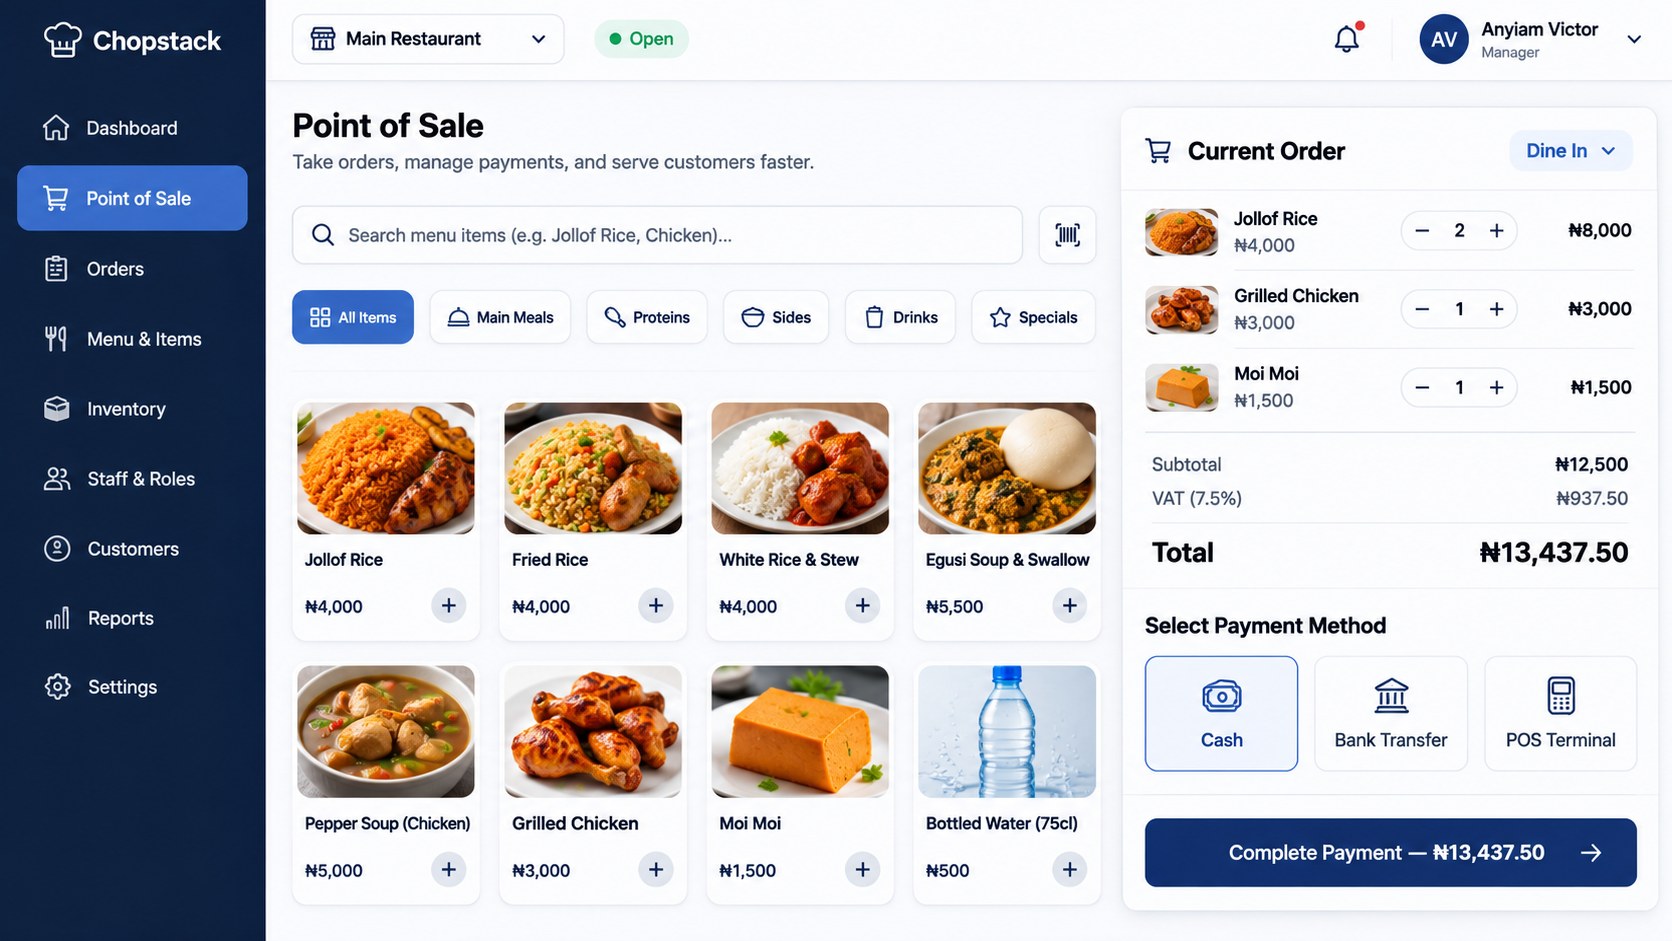 Chopstack
Dashboard
Point of Sale
Orders
Menu & Items
Inventory
Staff & Roles
Customers
Reports
Settings
Main Restaurant
Open
AV
Anyiam Victor
Manager
Point of Sale
Take orders, manage payments, and serve customers faster.
Search menu items (e.g. Jollof Rice, Chicken)...
All Items
Main Meals
Proteins
Sides
Drinks
Specials
Jollof Rice
₦4,000
Fried Rice
₦4,000
White Rice & Stew
₦4,000
Egusi Soup & Swallow
₦5,500
Pepper Soup (Chicken)
₦5,000
Grilled Chicken
₦3,000
Moi Moi
₦1,500
Bottled Water (75cl)
₦500
Current Order
Dine In
Jollof Rice
₦4,000
− 2 +
₦8,000
Grilled Chicken
₦3,000
− 1 +
₦3,000
Moi Moi
₦1,500
− 1 +
₦1,500
Subtotal ₦12,500
VAT (7.5%) ₦937.50
Total ₦13,437.50
Select Payment Method
Cash
Bank Transfer
POS Terminal
Complete Payment — ₦13,437.50 →